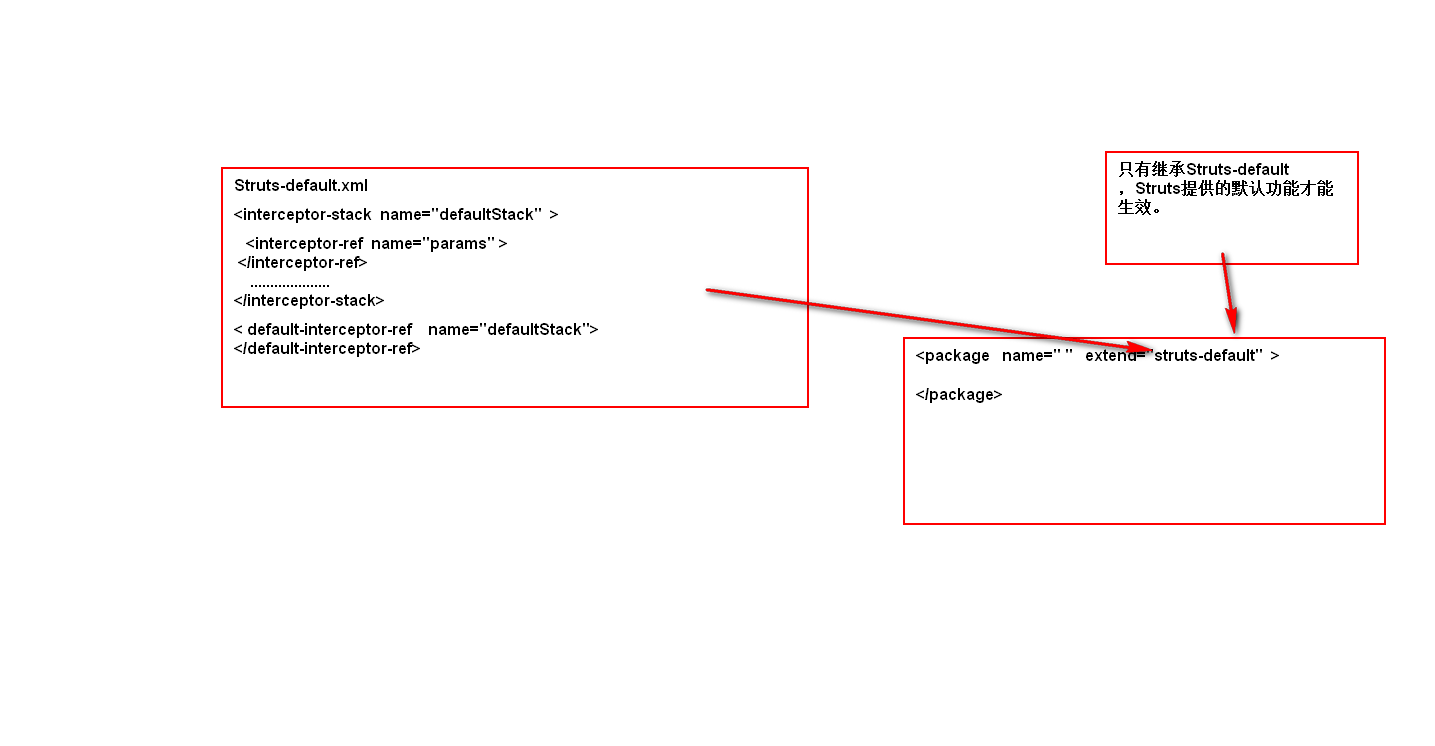 Struts-default.xml
<interceptor-stack name="defaultStack" >
<interceptor-ref name="params" >
</interceptor-ref>
....................
</interceptor-stack>
< default-interceptor-ref name="defaultStack">
</default-interceptor-ref>
只有继承Struts-default
，Struts提供的默认功能才能
生效。
<package name=" " extend="struts-default" >
</package>